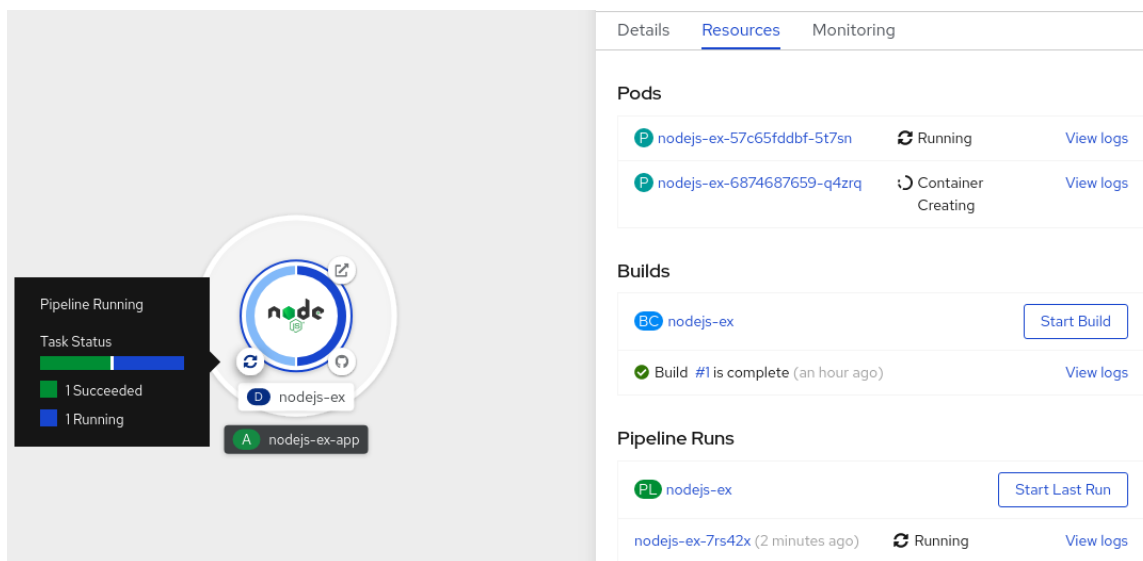 Details Resources Monitoring
Pods
P nodejs-ex-57c65fddbf-5t7sn Running View logs
P nodejs-ex-6874687659-q4zrq Container View logs
Creating
Builds
BC nodejs-ex Start Build
Build #1 is complete (an hour ago) View logs
Pipeline Runs
PL nodejs-ex Start Last Run
nodejs-ex-7rs42x (2 minutes ago) Running View logs
Pipeline Running
Task Status
1 Succeeded
1 Running
node
JS
D nodejs-ex
A nodejs-ex-app